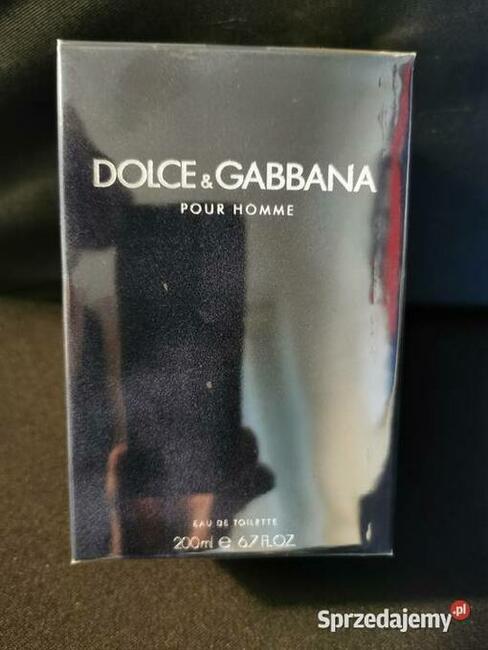 DOLCE & GABBANA
POUR HOMME
EAU DE TOILETTE
200ml e 6,7 FL.OZ
Sprzedajemy.pl